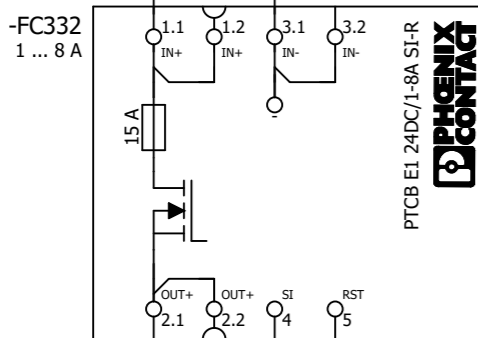 -FC332
1 ... 8 A
1.1
IN+
1.2
IN+
3.1
IN-
3.2
IN-
-
15 A
PTCB E1 24DC/1-8A SI-R
PHŒNIX
CONTACT
OUT+
2.1
OUT+
2.2
SI
4
RST
5